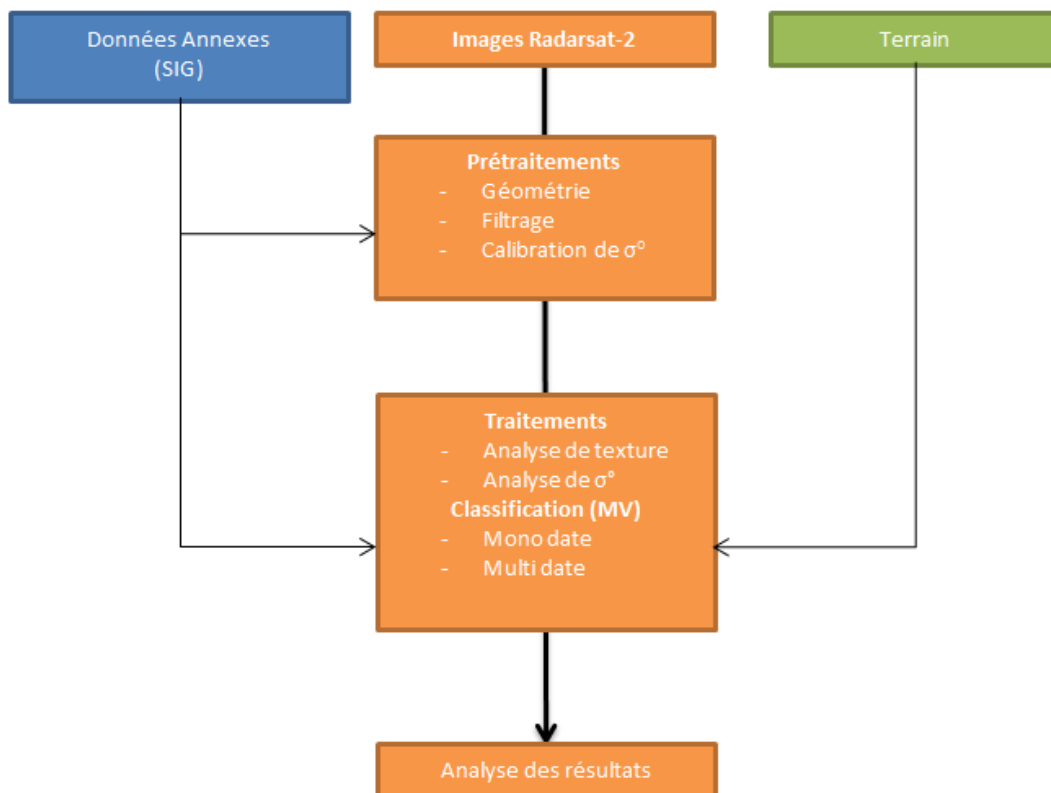 Données Annexes
(SIG)
Images Radarsat-2
Terrain
Prétraitements
- Géométrie
- Filtrage
- Calibration de σ⁰
Traitements
- Analyse de texture
- Analyse de σ°
Classification (MV)
- Mono date
- Multi date
Analyse des résultats